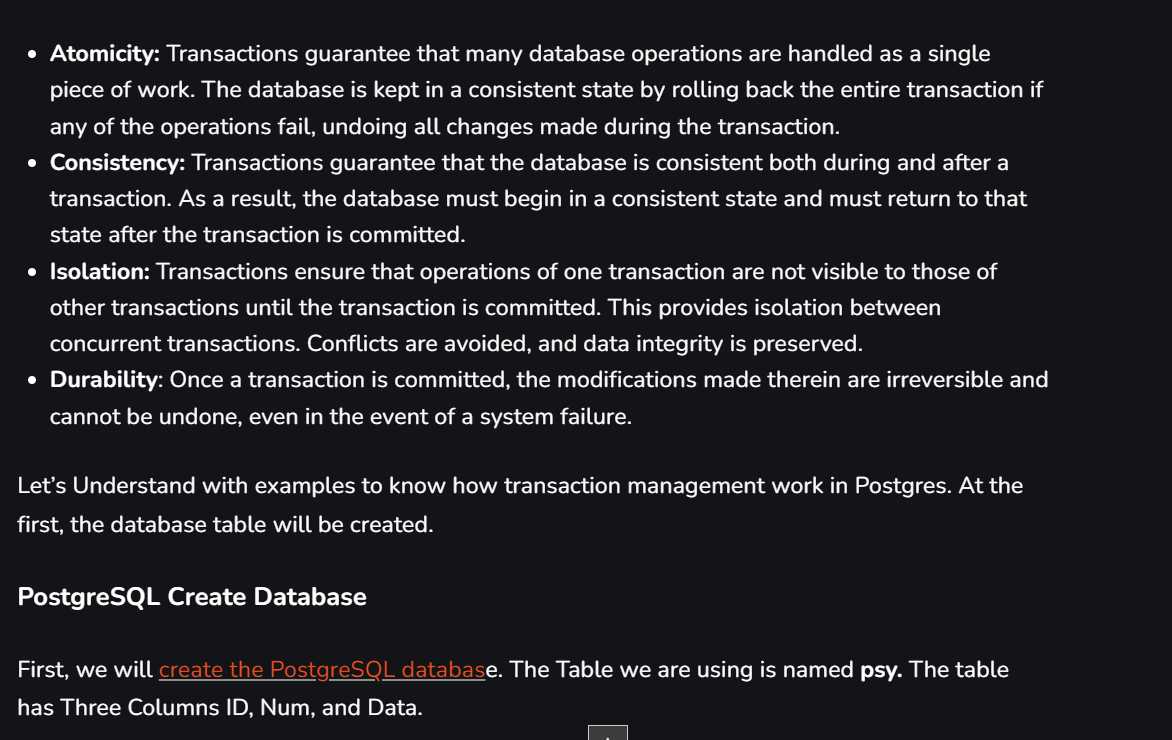 • Atomicity: Transactions guarantee that many database operations are handled as a single
piece of work. The database is kept in a consistent state by rolling back the entire transaction if
any of the operations fail, undoing all changes made during the transaction.
• Consistency: Transactions guarantee that the database is consistent both during and after a
transaction. As a result, the database must begin in a consistent state and must return to that
state after the transaction is committed.
• Isolation: Transactions ensure that operations of one transaction are not visible to those of
other transactions until the transaction is committed. This provides isolation between
concurrent transactions. Conflicts are avoided, and data integrity is preserved.
• Durability: Once a transaction is committed, the modifications made therein are irreversible and
cannot be undone, even in the event of a system failure.
Let’s Understand with examples to know how transaction management work in Postgres. At the
first, the database table will be created.
PostgreSQL Create Database
First, we will create the PostgreSQL database. The Table we are using is named psy. The table
has Three Columns ID, Num, and Data.